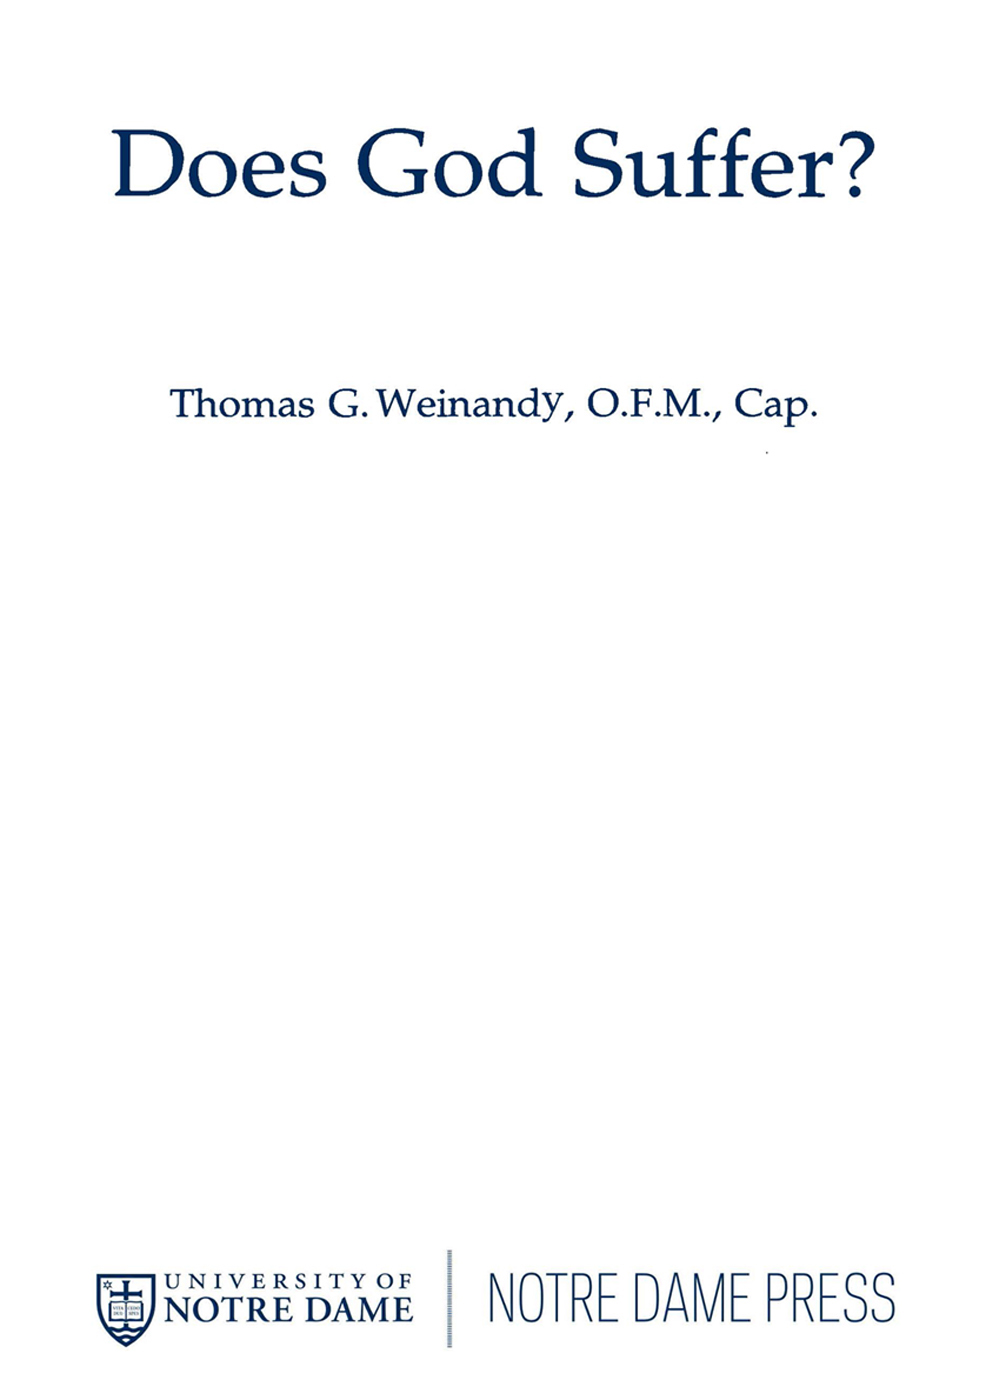 Does God Suffer?
Thomas G. Weinandy, O.F.M., Cap.
UNIVERSITY OF
NOTRE DAME
NOTRE DAME PRESS